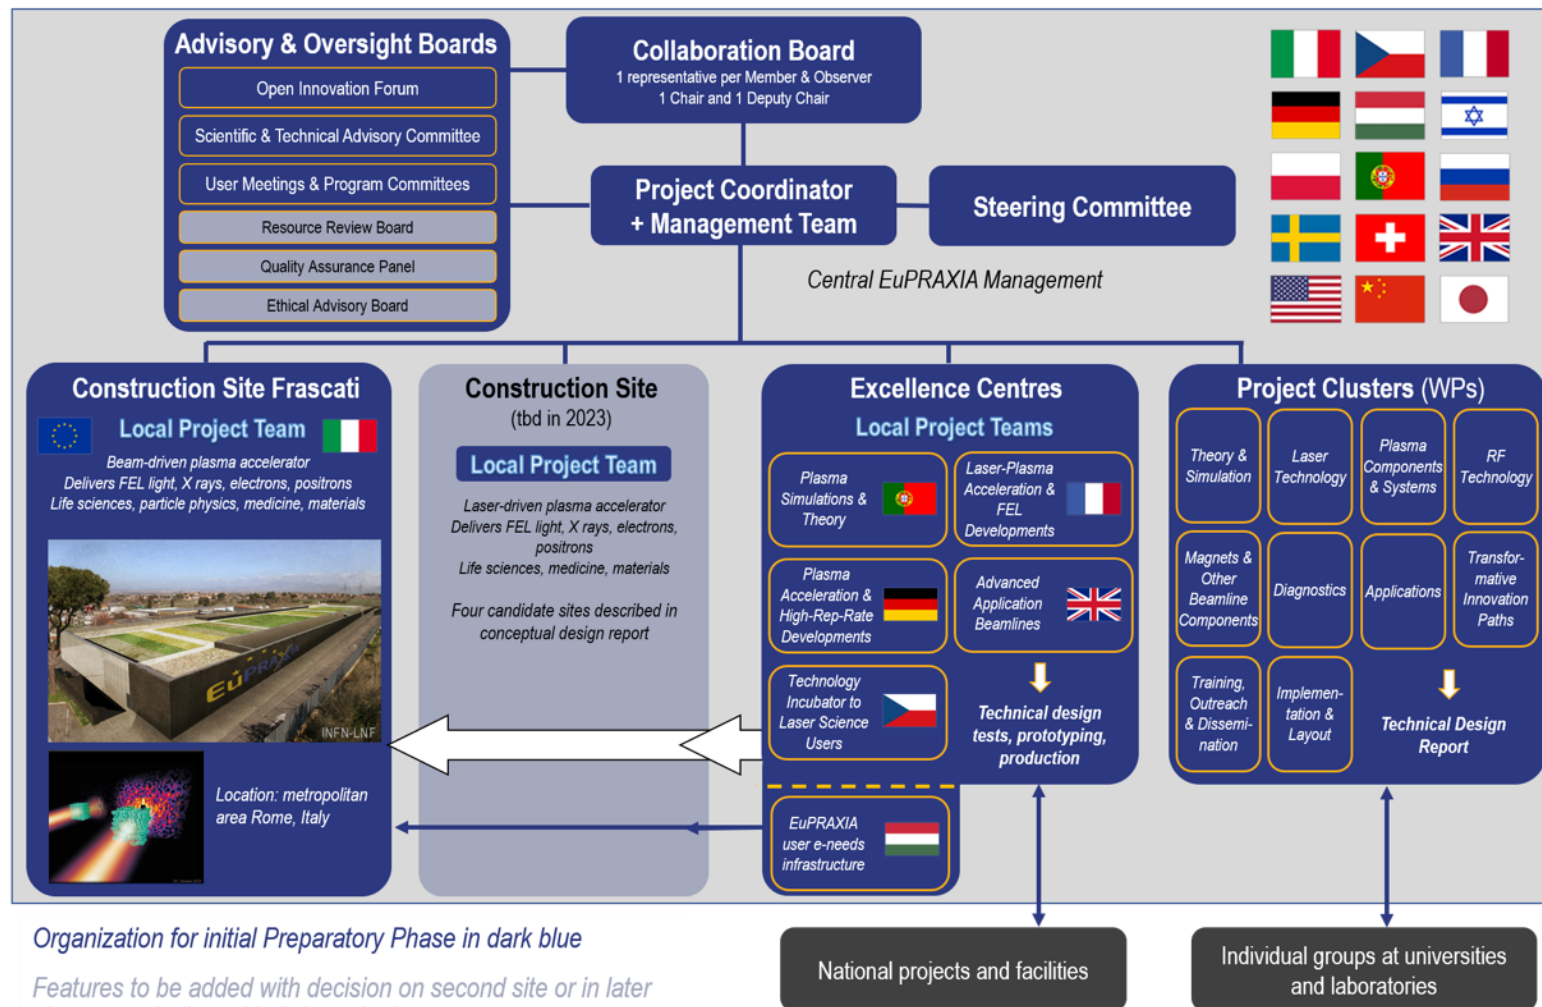 Advisory & Oversight Boards
Open Innovation Forum
Scientific & Technical Advisory Committee
User Meetings & Program Committees
Resource Review Board
Quality Assurance Panel
Ethical Advisory Board
Collaboration Board
1 representative per Member & Observer
1 Chair and 1 Deputy Chair
Project Coordinator
+ Management Team
Steering Committee
Central EuPRAXIA Management
Construction Site Frascati
Local Project Team
Beam-driven plasma accelerator
Delivers FEL light, X rays, electrons, positrons
Life sciences, particle physics, medicine, materials
EuPRAXIA
INFN-LNF
Location: metropolitan
area Rome, Italy
Construction Site
(tbd in 2023)
Local Project Team
Laser-driven plasma accelerator
Delivers FEL light, X rays, electrons,
positrons
Life sciences, medicine, materials
Four candidate sites described in
conceptual design report
Excellence Centres
Local Project Teams
Plasma
Simulations &
Theory
Laser-Plasma
Acceleration &
FEL
Developments
Plasma
Acceleration &
High-Rep-Rate
Developments
Advanced
Application
Beamlines
Technology
Incubator to
Laser Science
Users
Technical design
tests, prototyping,
production
EuPRAXIA
user e-needs
infrastructure
Project Clusters (WPs)
Theory &
Simulation
Laser
Technology
Plasma
Components
& Systems
RF
Technology
Magnets &
Other
Beamline
Components
Diagnostics
Applications
Transfor-
mative
Innovation
Paths
Training,
Outreach
& Dissemi-
nation
Implemen-
tation &
Layout
Technical Design
Report
National projects and facilities
Individual groups at universities
and laboratories
Organization for initial Preparatory Phase in dark blue
Features to be added with decision on second site or in later